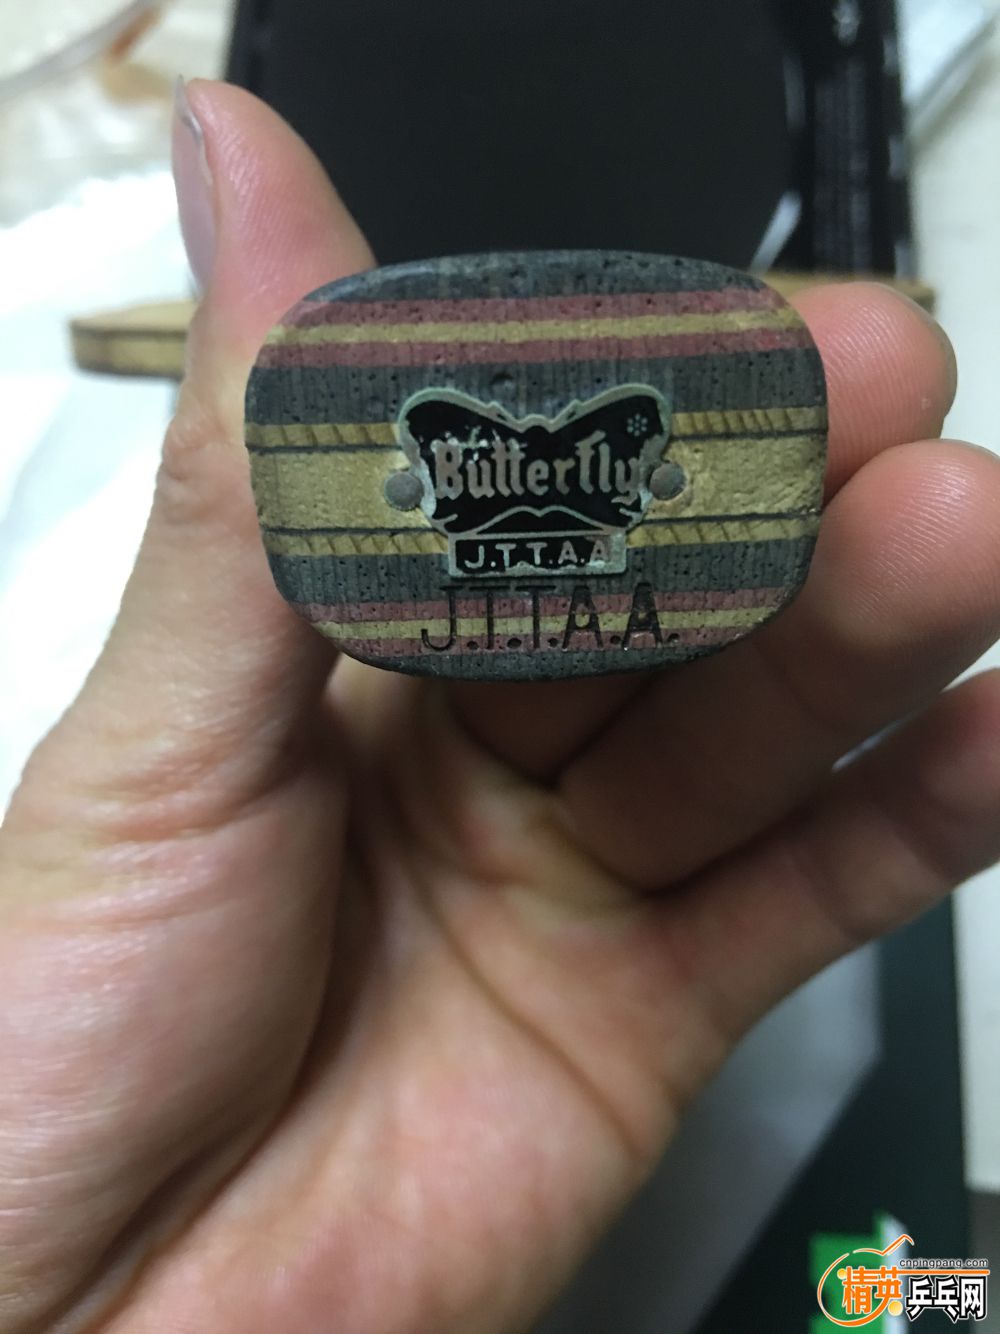 Butterfly
J.T.T.A.A
J.T.T.A.A.
cnpingpang.com
精英乒乓网